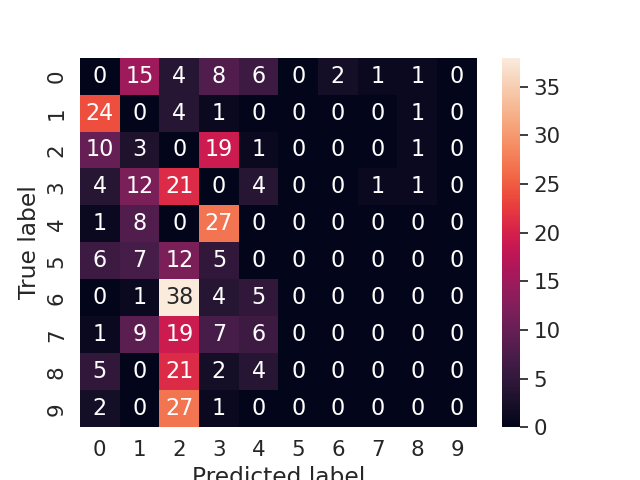 0 0 15 4 8 6 0 2 1 1 0
1 24 0 4 1 0 0 0 0 1 0
2 10 3 0 19 1 0 0 0 1 0
3 4 12 21 0 4 0 0 1 1 0
4 1 8 0 27 0 0 0 0 0 0
5 6 7 12 5 0 0 0 0 0 0
6 0 1 38 4 5 0 0 0 0 0
7 1 9 19 7 6 0 0 0 0 0
8 5 0 21 2 4 0 0 0 0 0
9 2 0 27 1 0 0 0 0 0 0
0 1 2 3 4 5 6 7 8 9
Predicted label
True label
35
30
25
20
15
10
5
0